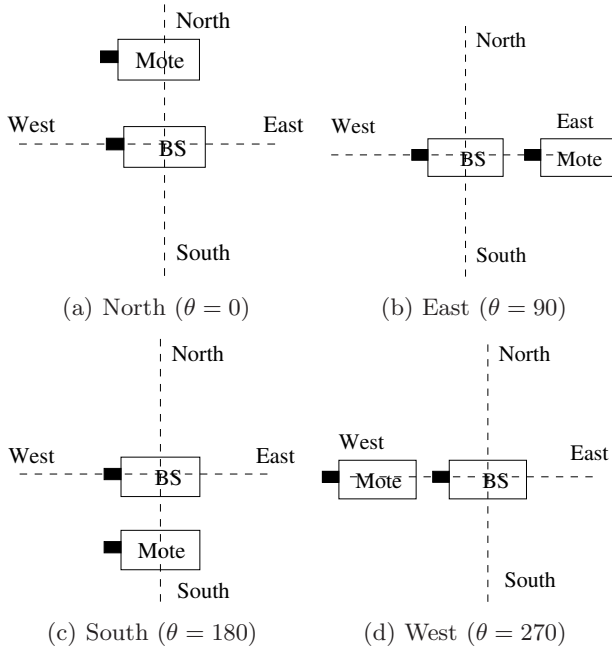 North
Mote
West
East
BS
South
(a) North (θ = 0)
North
West
East
BS
Mote
South
(b) East (θ = 90)
North
West
East
BS
Mote
South
(c) South (θ = 180)
North
West
East
Mote
BS
South
(d) West (θ = 270)